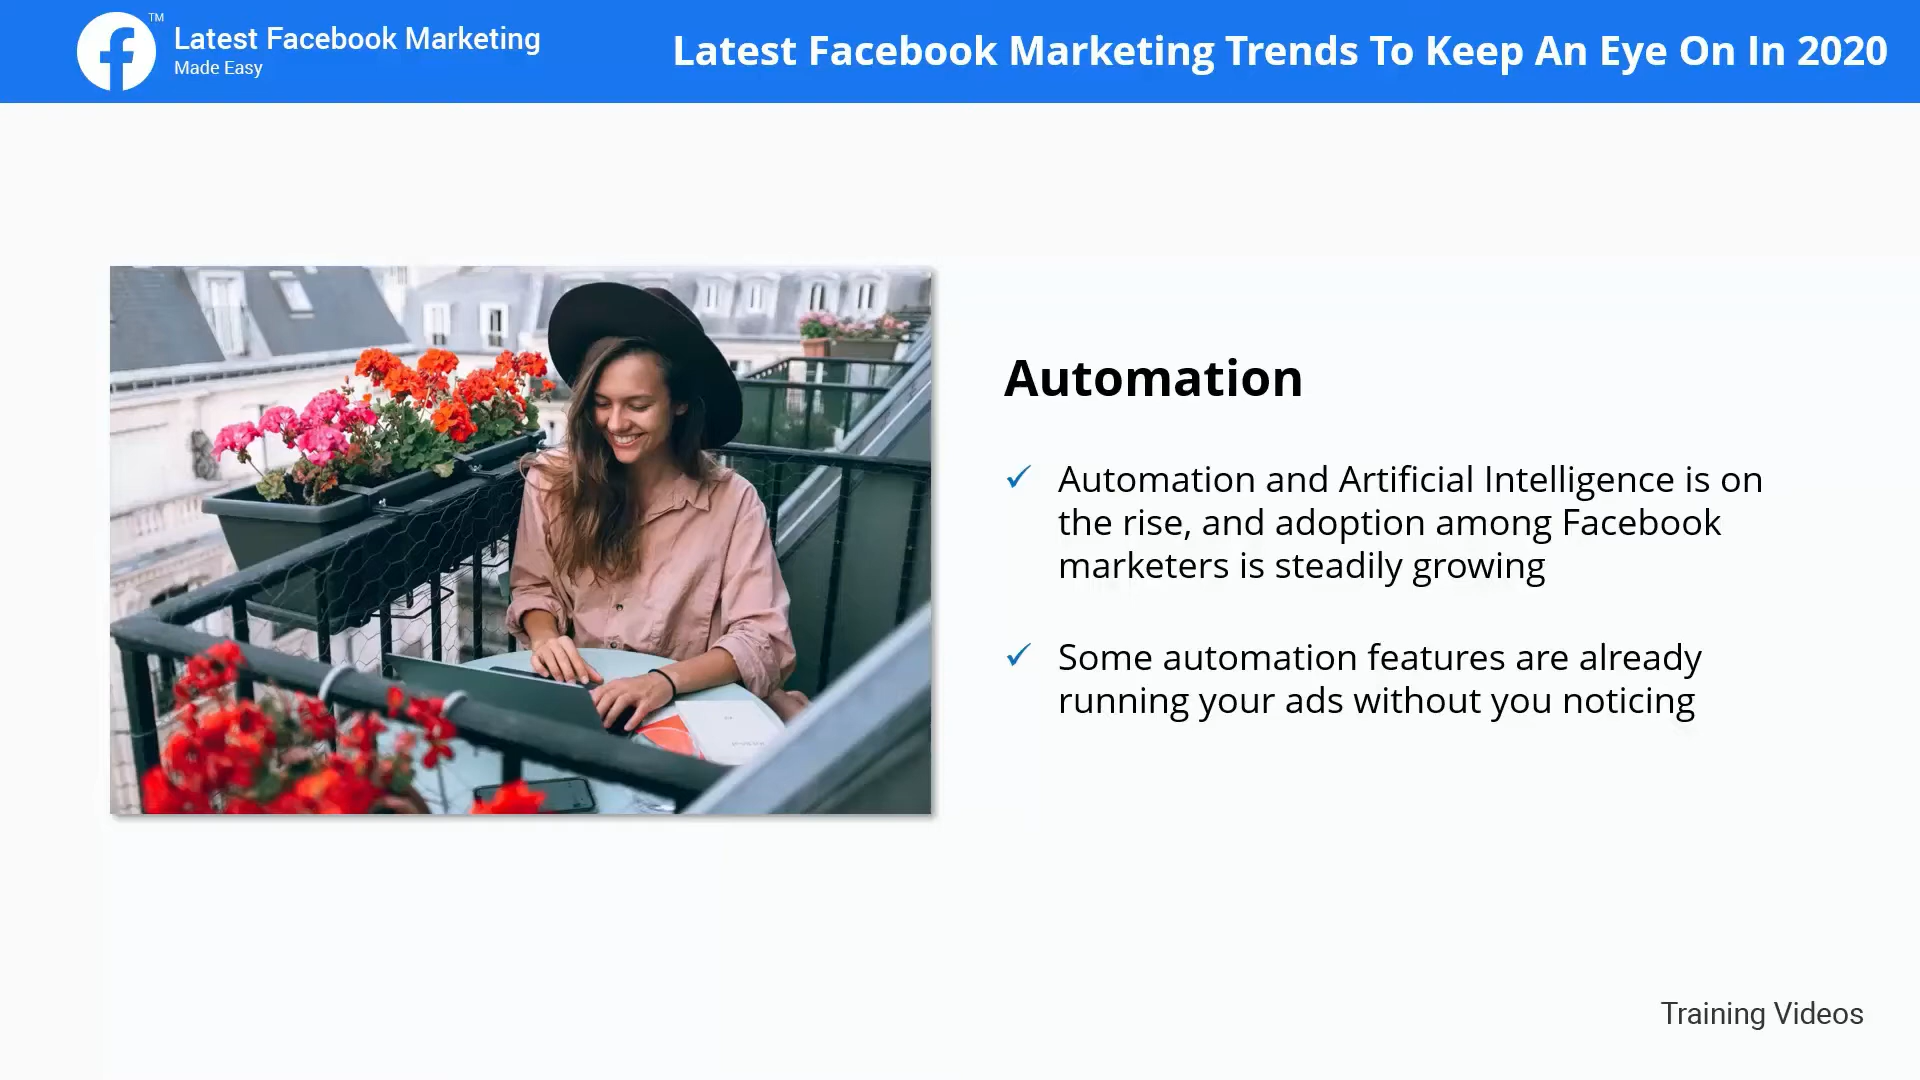 Latest Facebook Marketing
TM
Made Easy
Latest Facebook Marketing Trends To Keep An Eye On In 2020
Automation
✓ Automation and Artificial Intelligence is on
the rise, and adoption among Facebook
marketers is steadily growing
✓ Some automation features are already
running your ads without you noticing
Training Videos